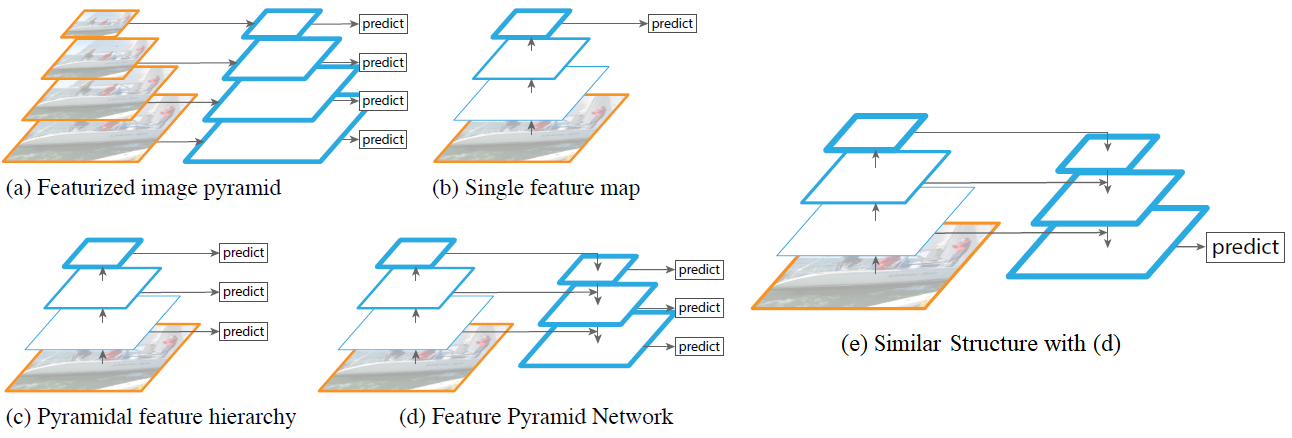 predict
predict
predict
predict
(a) Featurized image pyramid
predict
(b) Single feature map
predict
predict
predict
(c) Pyramidal feature hierarchy
predict
predict
predict
(d) Feature Pyramid Network
predict
(e) Similar Structure with (d)